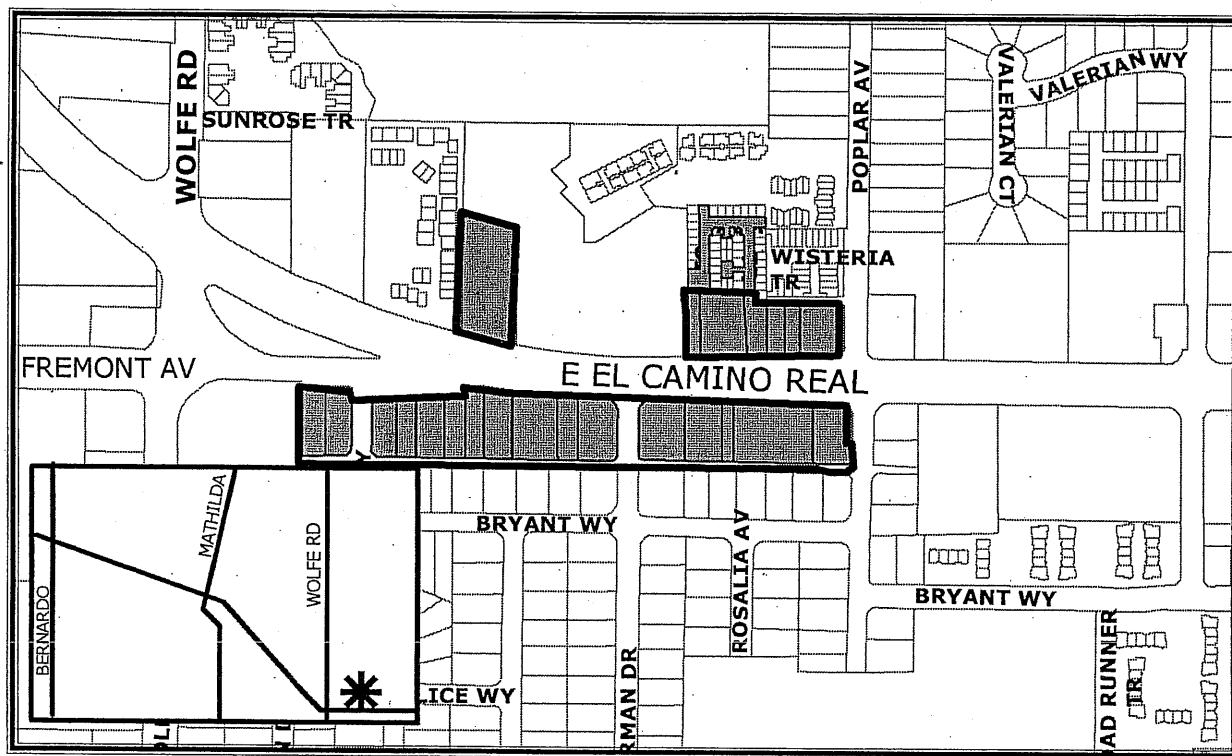 WOLFE RD
SUNROSE TR
POPLAR AV
VALERIAN CT
VALERIAN WY
WISTERIA
TR
FREMONT AV
E EL CAMINO REAL
BRYANT WY
ROSALIA AV
BRYANT WY
MATHILDA
WOLFE RD
BERNARDO
LICE WY
RMAN DR
AD RUNNER
TR